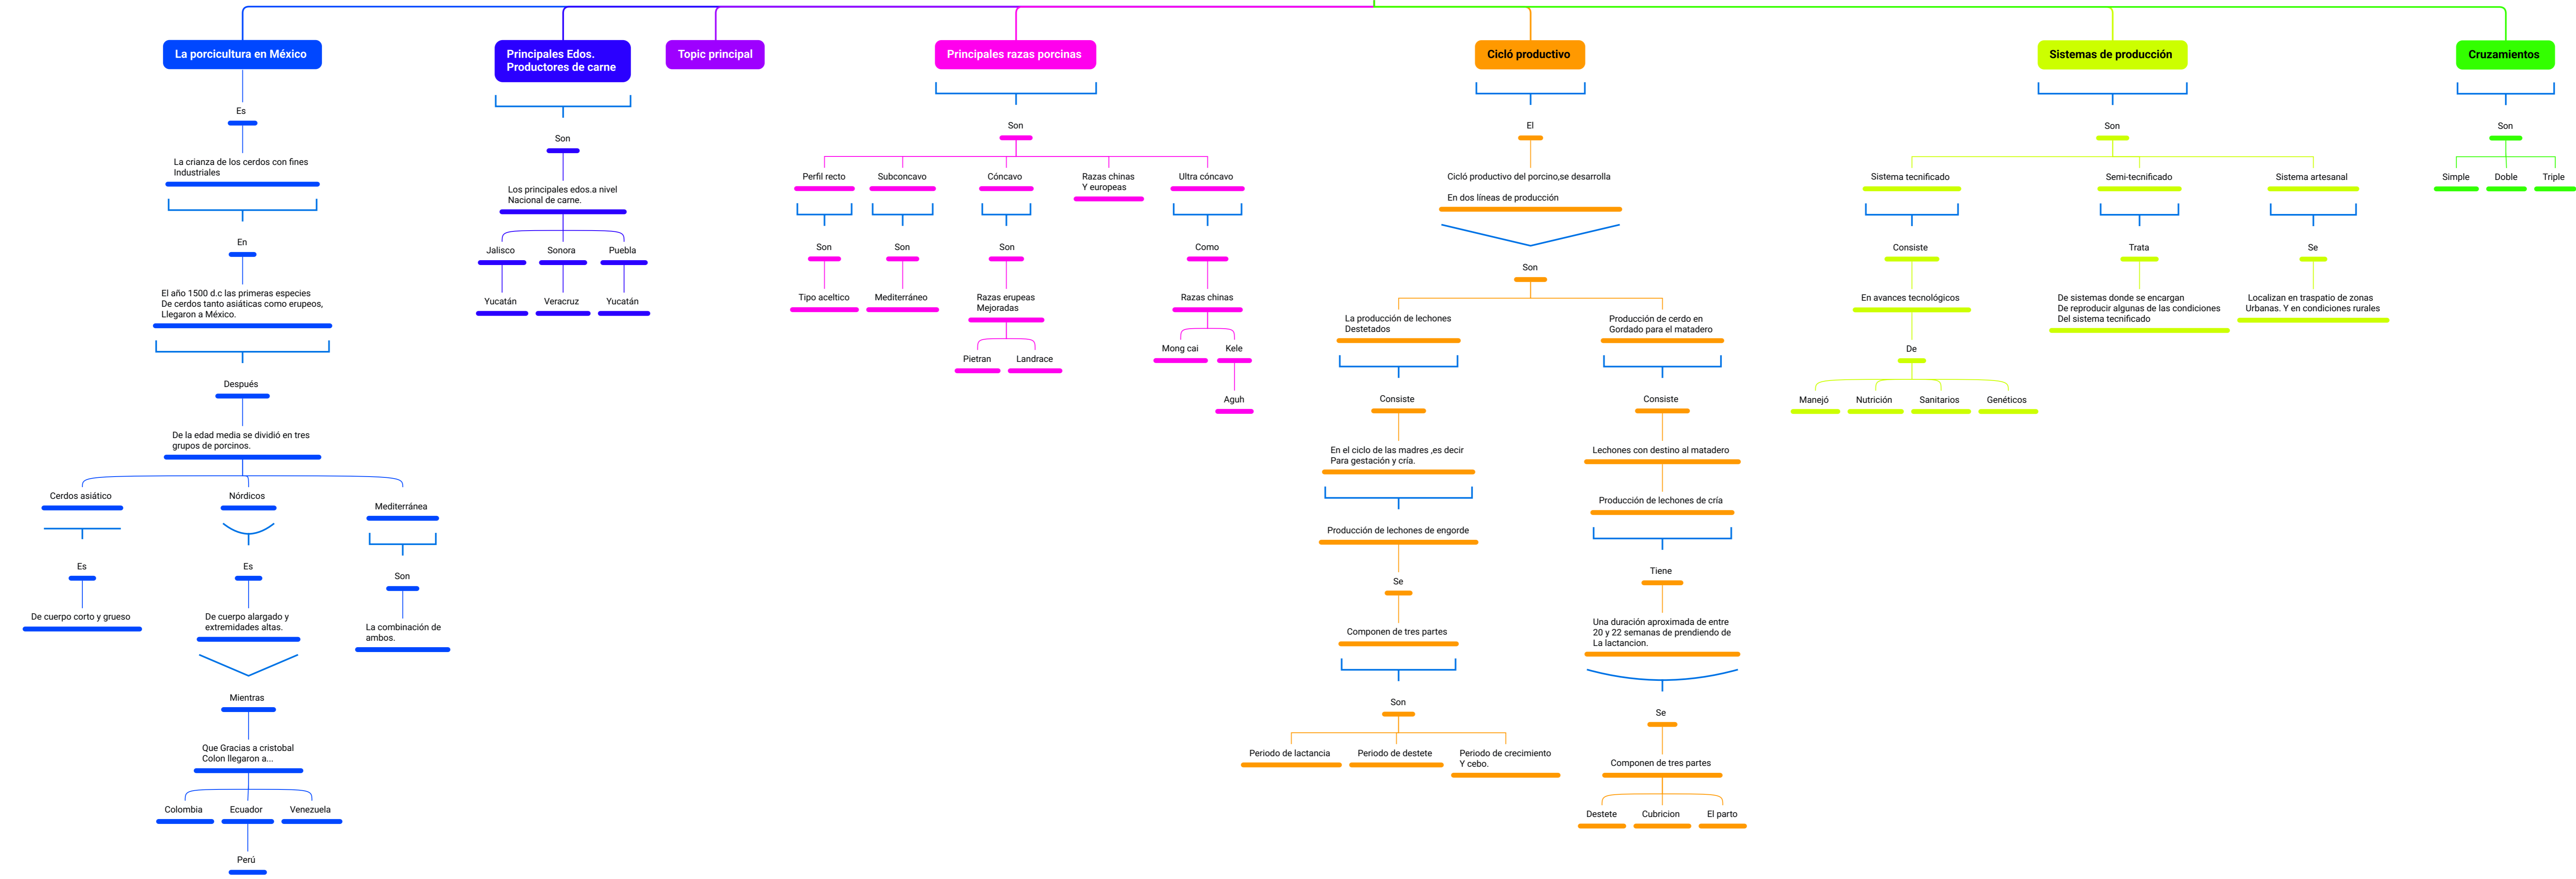 La porcicultura en México
Es
La crianza de los cerdos con fines
Industriales
En
El año 1500 d.c las primeras especies
De cerdos tanto asiáticas como erupeos,
Llegaron a México.
Después
De la edad media se dividió en tres
grupos de porcinos.
Cerdos asiático
Es
De cuerpo corto y grueso
Nórdicos
Es
De cuerpo alargado y
extremidades altas.
Mientras
Que Gracias a cristobal
Colon llegaron a...
Colombia
Ecuador
Perú
Venezuela
Mediterránea
Son
La combinación de
ambos.
Principales Edos.
Productores de carne
Son
Los principales edos.a nivel
Nacional de carne.
Jalisco
Yucatán
Sonora
Veracruz
Puebla
Yucatán
Topic principal
Principales razas porcinas
Son
Perfil recto
Son
Tipo aceltico
Subconcavo
Son
Mediterráneo
Cóncavo
Son
Razas erupeas
Mejoradas
Pietran
Landrace
Razas chinas
Y europeas
Ultra cóncavo
Como
Razas chinas
Mong cai
Kele
Aguh
Cicló productivo
El
Cicló productivo del porcino,se desarrolla
En dos líneas de producción
Son
La producción de lechones
Destetados
Consiste
En el ciclo de las madres ,es decir
Para gestación y cría.
Producción de lechones de engorde
Se
Componen de tres partes
Son
Periodo de lactancia
Periodo de destete
Periodo de crecimiento
Y cebo.
Producción de cerdo en
Gordado para el matadero
Consiste
Lechones con destino al matadero
Producción de lechones de cría
Tiene
Una duración aproximada de entre
20 y 22 semanas de prendiendo de
La lactancion.
Se
Componen de tres partes
Destete
Cubricion
El parto
Sistemas de producción
Son
Sistema tecnificado
Consiste
En avances tecnológicos
De
Manejó
Nutrición
Sanitarios
Genéticos
Semi-tecnificado
Trata
De sistemas donde se encargan
De reproducir algunas de las condiciones
Del sistema tecnificado
Sistema artesanal
Se
Localizan en traspatio de zonas
Urbanas. Y en condiciones rurales
Cruzamientos
Son
Simple
Doble
Triple